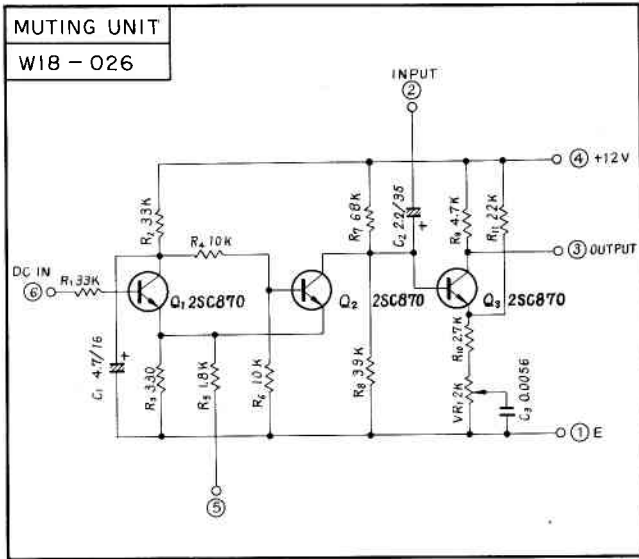 MUTING UNIT
W18-026
INPUT
②
④ +12V
R2 33K
R4 10K
R7 68K
C2 2.2/35
+
R9 4.7K
R11 22K
③ OUTPUT
DC IN
⑥
R1 33K
Q1 2SC870
Q2 2SC870
Q3 2SC870
C1 4.7/16
+
R3 330
R5 1.8K
R6 10K
R8 39K
R10 2.7K
VR1 2K
C3 0.0056
① E
⑤